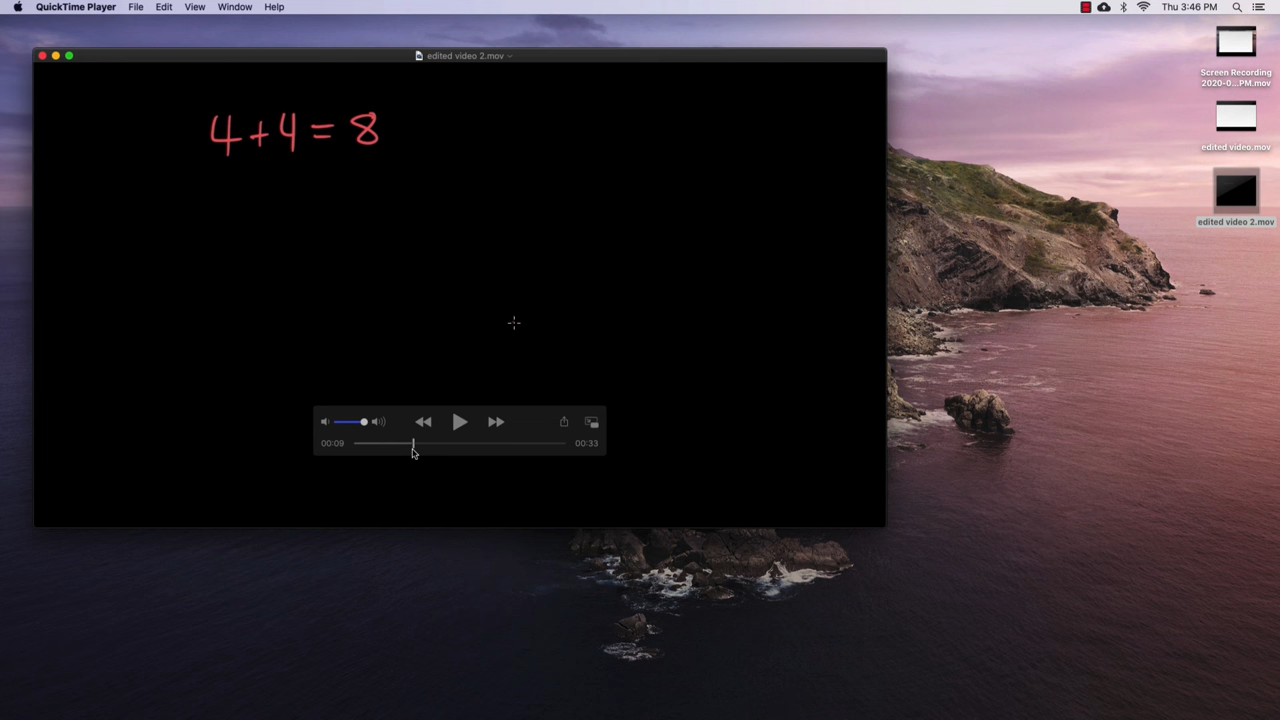 QuickTime Player File Edit View Window Help Thu 3:46 PM
edited video 2.mov
4+4=8
00:09 00:33
Screen Recording
2020-0...PM.mov
edited video.mov
edited video 2.mov